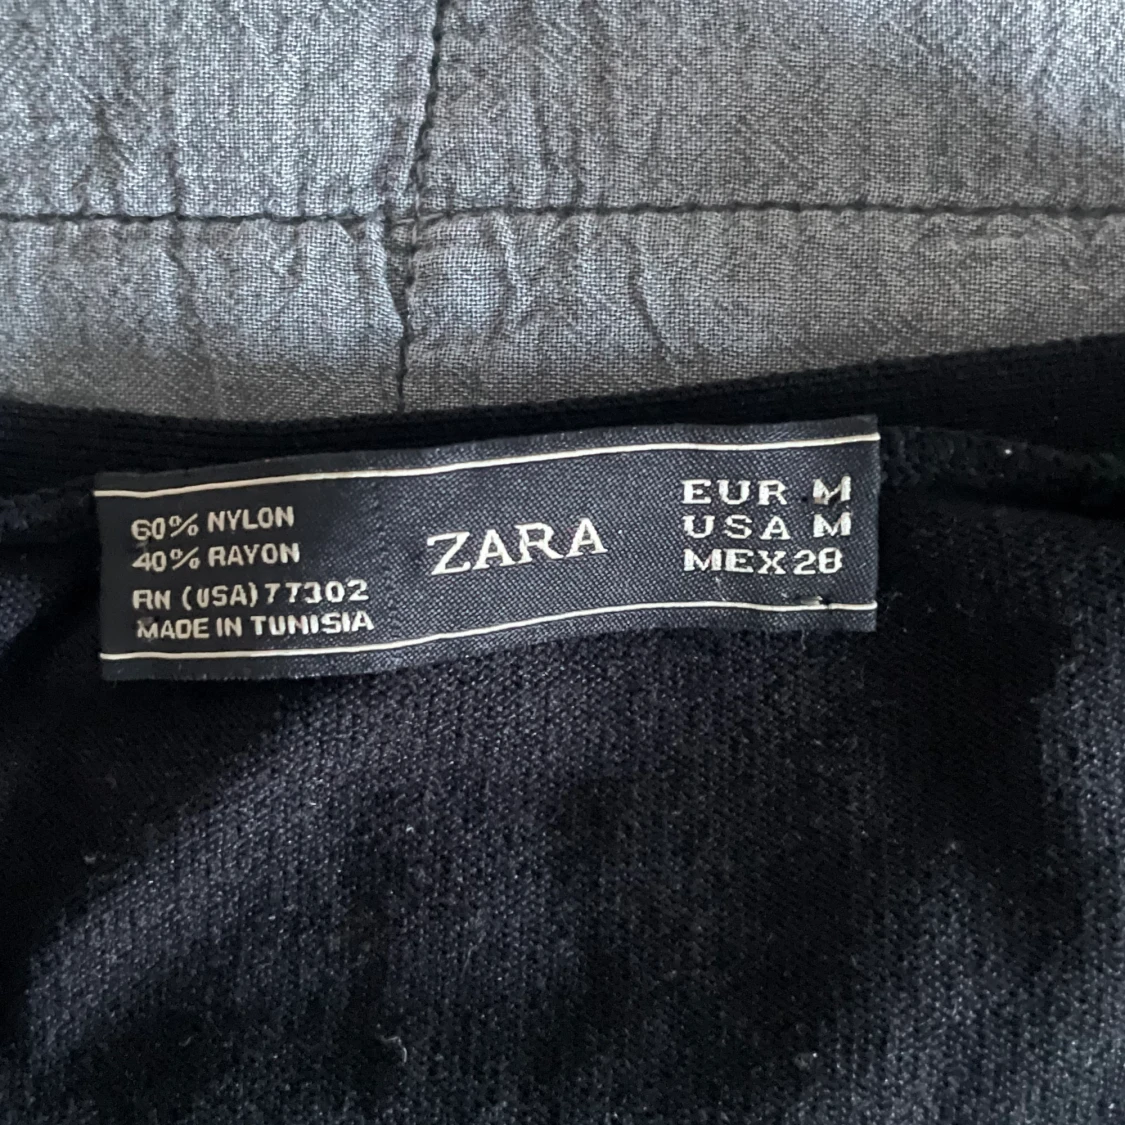 60% NYLON
40% RAYON
RN (USA) 77302
MADE IN TUNISIA
ZARA
EUR M
USA M
MEX 28